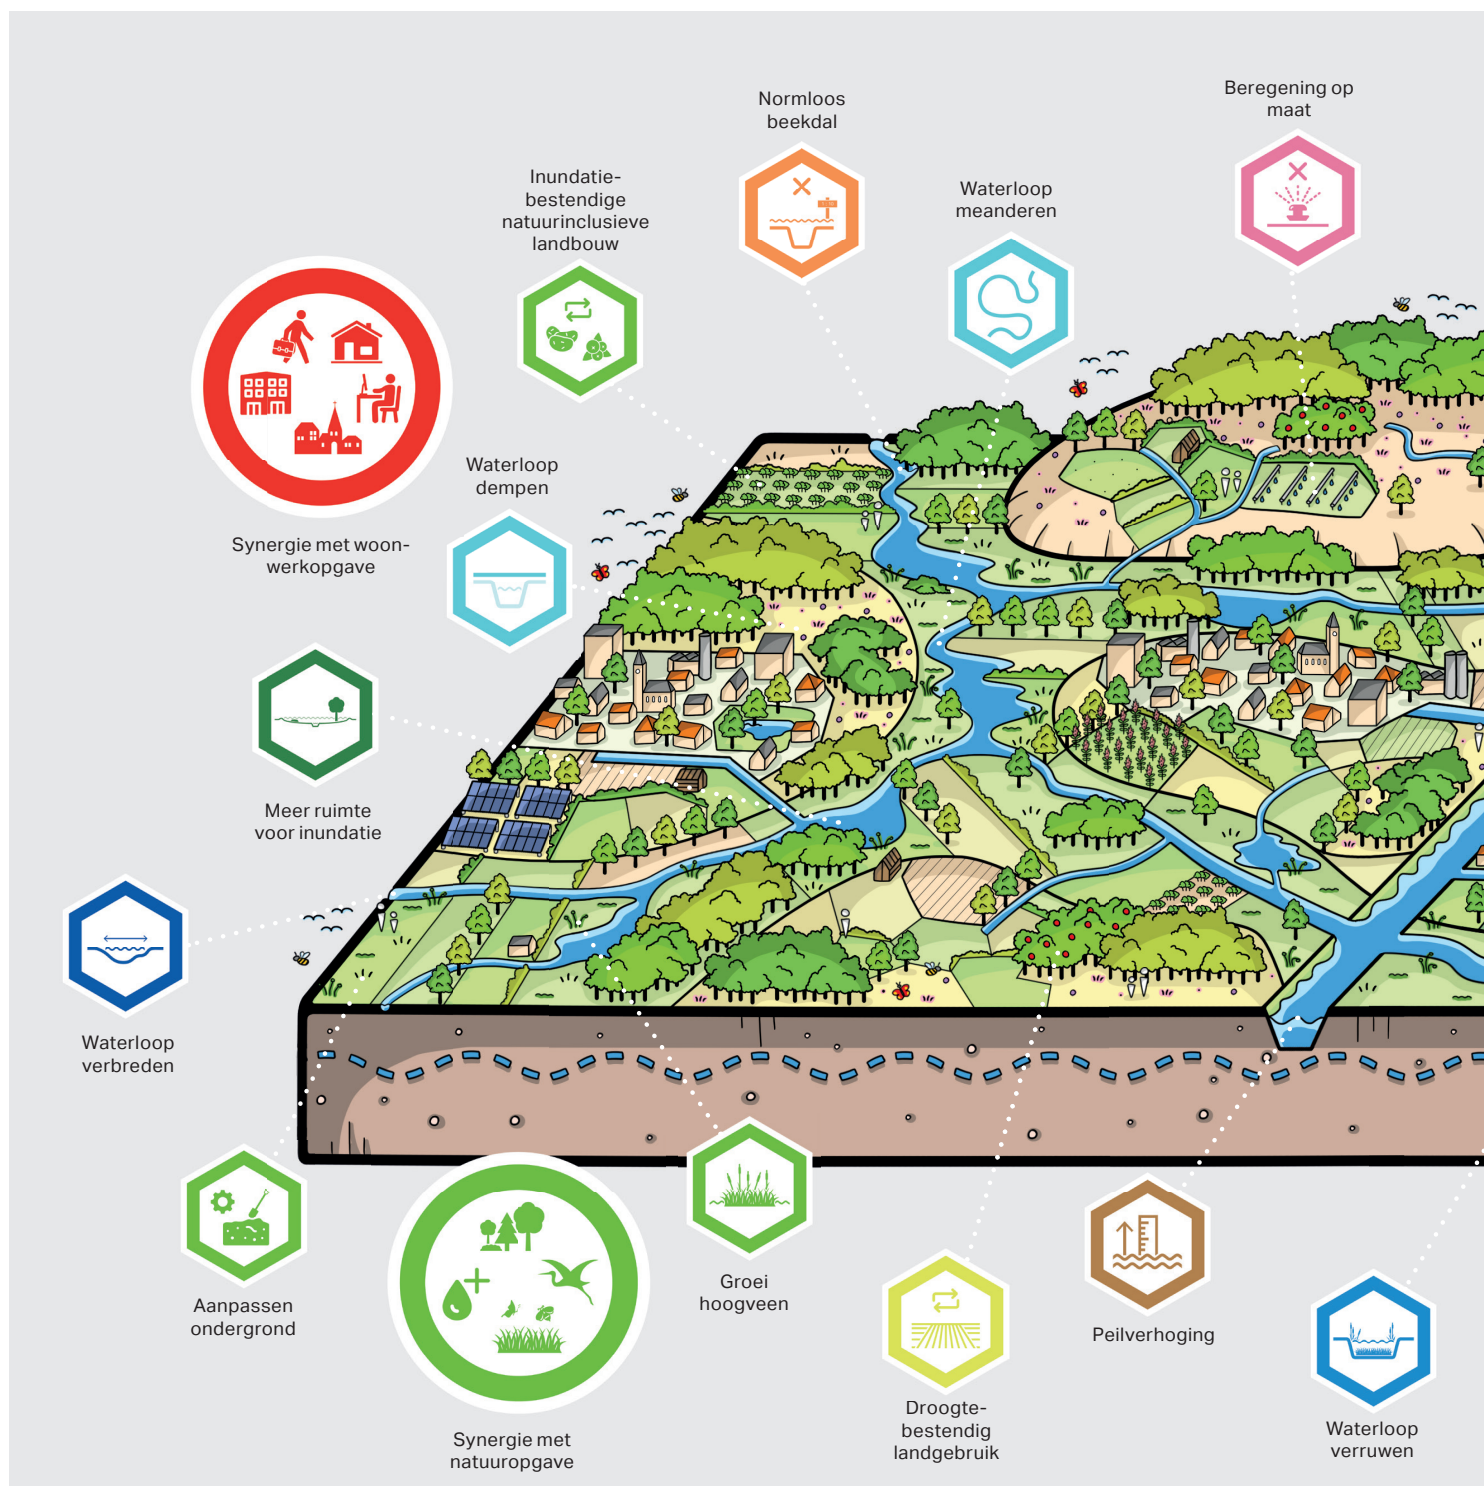 Normloos
beekdal
Beregening op
maat
Inundatie-
bestendige
natuurinclusieve
landbouw
Waterloop
meanderen
Waterloop
dempen
Synergie met woon-
werkopgave
Meer ruimte
voor inundatie
Waterloop
verbreden
Aanpassen
ondergrond
Groei
hoogveen
Peilverhoging
Synergie met
natuuropgave
Droogte-
bestendig
landgebruik
Waterloop
verruwen